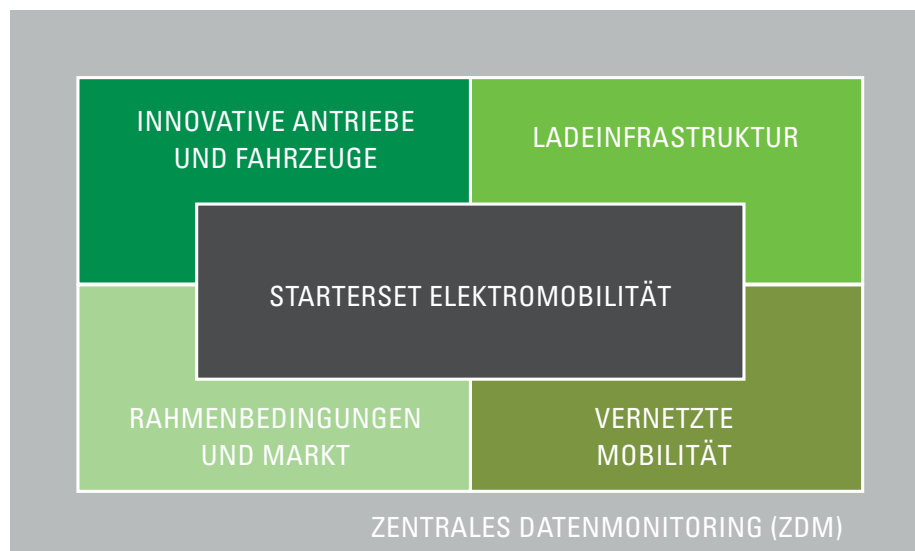 INNOVATIVE ANTRIEBE
UND FAHRZEUGE
LADEINFRASTRUKTUR
STARTERSET ELEKTROMOBILITÄT
RAHMENBEDINGUNGEN
UND MARKT
VERNETZTE
MOBILITÄT
ZENTRALES DATENMONITORING (ZDM)